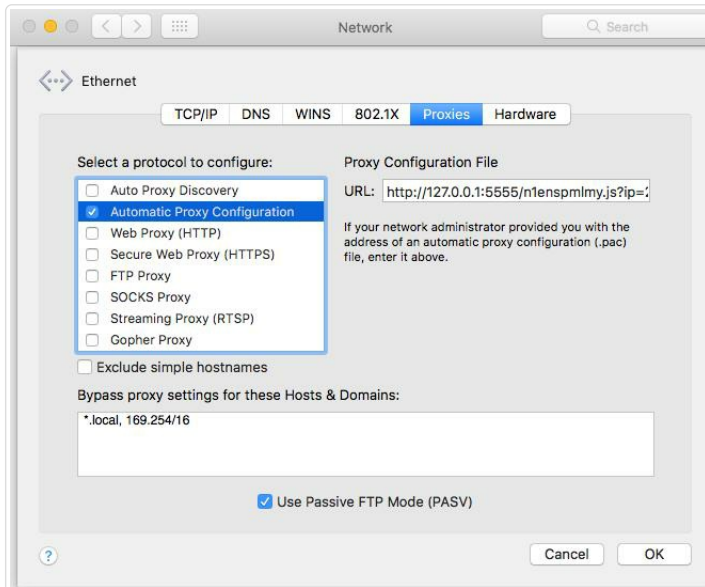 Network
Search
Ethernet
TCP/IP DNS WINS 802.1X Proxies Hardware
Select a protocol to configure:
Auto Proxy Discovery
Automatic Proxy Configuration
Web Proxy (HTTP)
Secure Web Proxy (HTTPS)
FTP Proxy
SOCKS Proxy
Streaming Proxy (RTSP)
Gopher Proxy
Exclude simple hostnames
Proxy Configuration File
URL: http://127.0.0.1:5555/n1enspmlmy.js?ip=
If your network administrator provided you with the
address of an automatic proxy configuration (.pac)
file, enter it above.
Bypass proxy settings for these Hosts & Domains:
*.local, 169.254/16
Use Passive FTP Mode (PASV)
?
Cancel OK